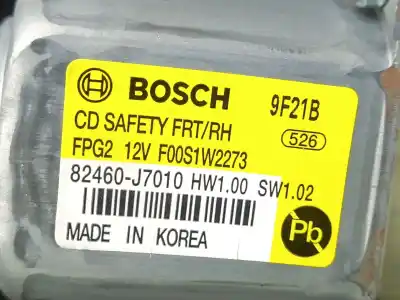 BOSCH 9F21B
CD SAFETY FRT/RH 526
FPG2 12V F00S1W2273
82460-J7010 HW1.00 SW1.02
MADE IN KOREA Pb